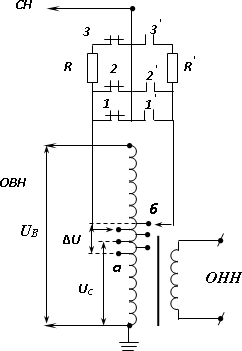 СН
3 3'
R R'
2 2'
1 1'
ОВН
б
U_B
ΔU
а
U_C
ОНН